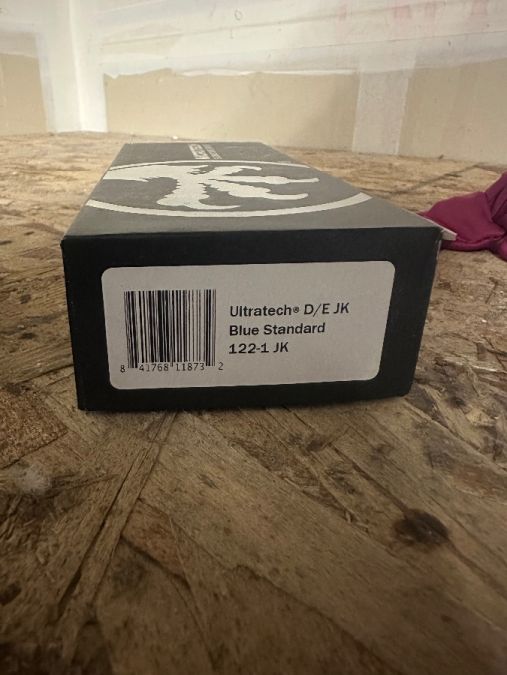 Ultratech® D/E JK
Blue Standard
122-1 JK
8 41768 11873 2